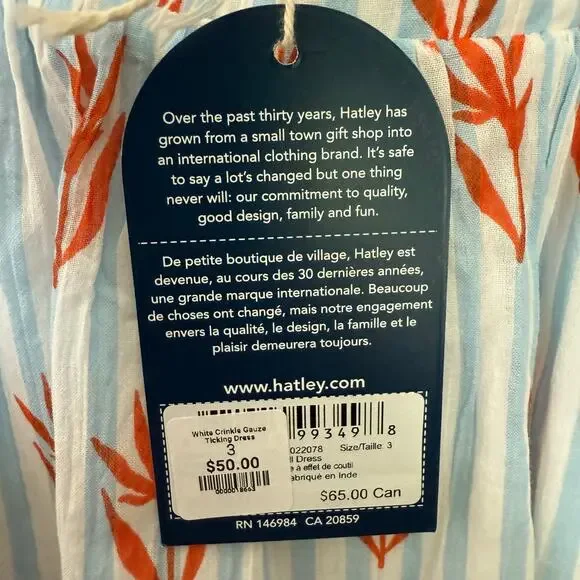 Over the past thirty years, Hatley has
grown from a small town gift shop into
an international clothing brand. It's safe
to say a lot's changed but one thing
never will: our commitment to quality,
good design, family and fun.
De petite boutique de village, Hatley est
devenue, au cours des 30 dernières années,
une grande marque internationale. Beaucoup
de choses ont changé, mais notre engagement
envers la qualité, le design, la famille et le
plaisir demeurera toujours.
www.hatley.com
White Crinkle Gauze
Ticking Dress
3
$50.00
0000018663
99349 8
022078 Size/Taille: 3
Dress
à effet de coutil
abriqué en Inde
$65.00 Can
RN 146984 CA 20859